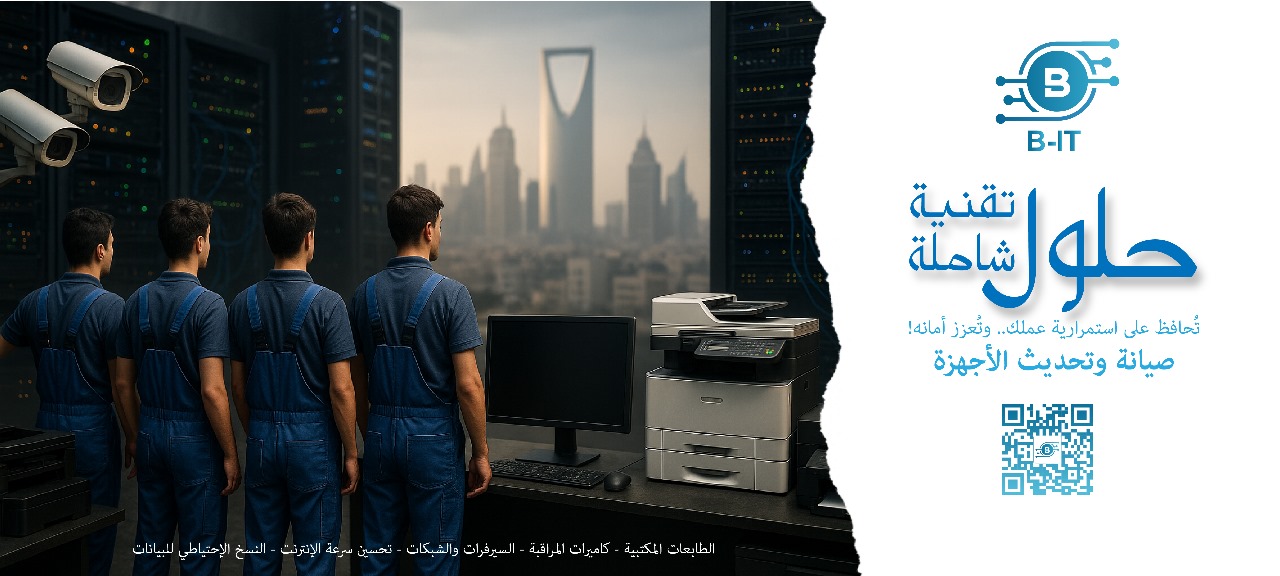 B
B-IT
حلول
تقنية
شاملة
تُحافظ على استمرارية عملك.. وتُعزز أمانه!
صيانة وتحديث الأجهزة
B
الطابعات المكتبية - كاميرات المراقبة - السيرفرات والشبكات - تحسين سرعة الإنترنت - النسخ الإحتياطي للبيانات